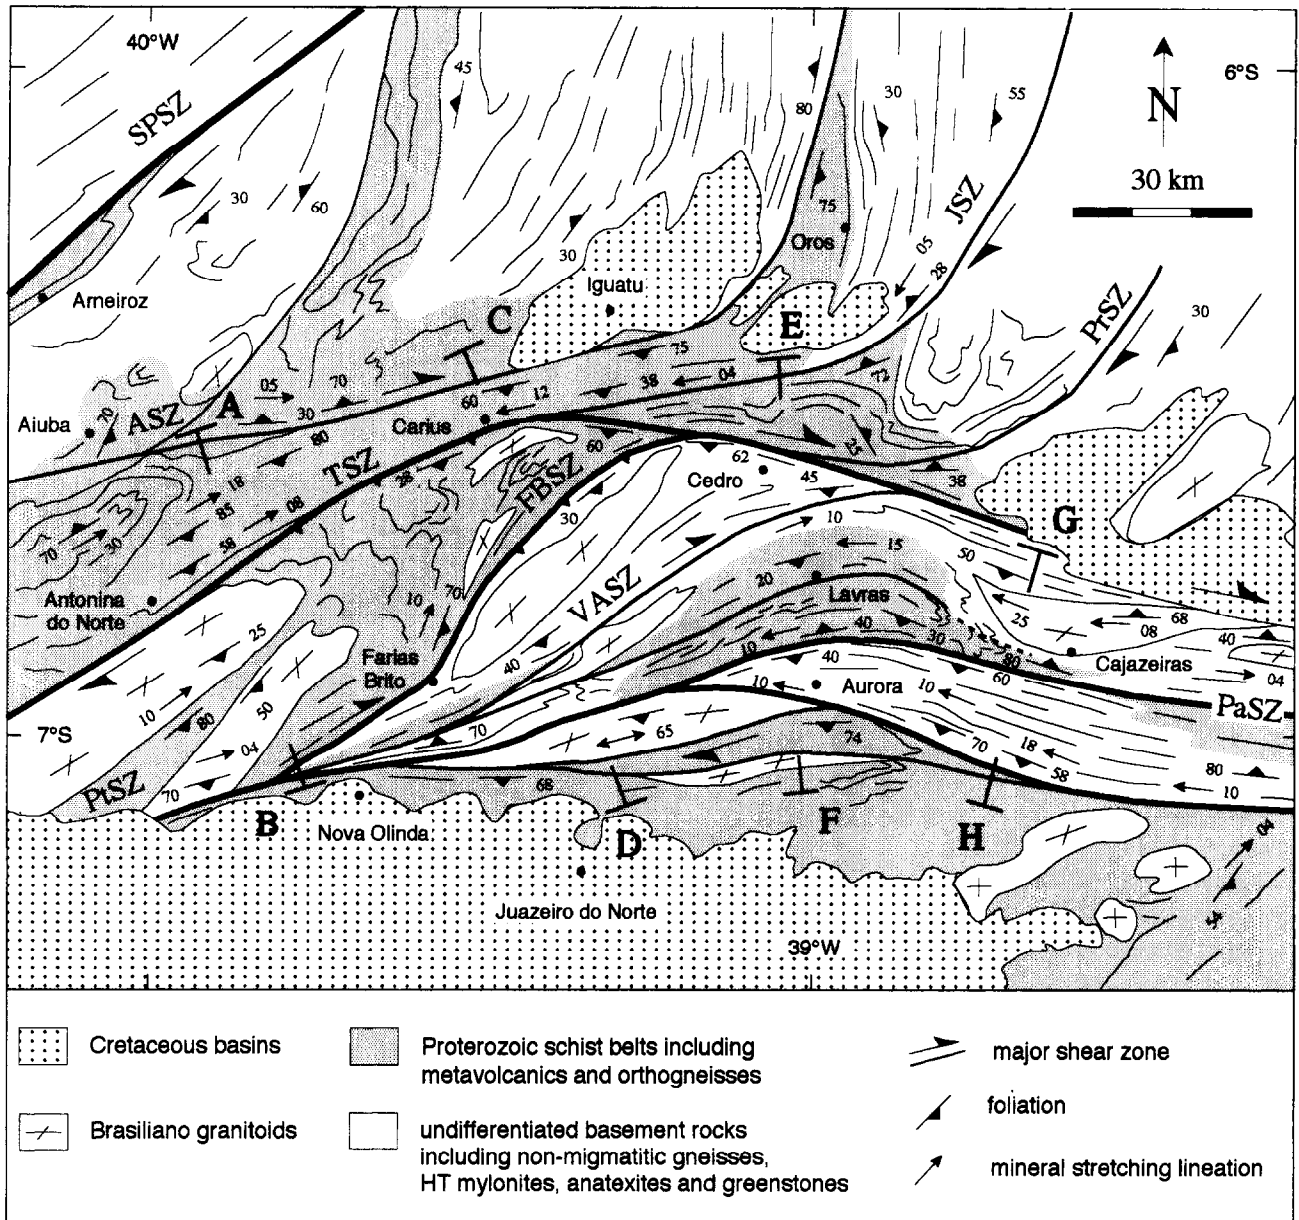 40°W
6°S
N
30 km
SPSZ
45
80
30
55
30
60
75
Oros
JSZ
05
28
Arneiroz
30
Iguatu
C
E
PrSZ
30
Aiuba
70
ASZ
A
05
70
30
75
38
04
72
60
12
Carius
80
TSZ
18
85
08
58
70
30
28
60
FBSZ
30
62
Cedro
45
38
G
10
50
15
20
Lavras
VASZ
Antonina
do Norte
25
10
70
40
30
25
68
08
40
04
Farias
Brito
40
10
40
60
80
Cajazeiras
Aurora
10
10
80
50
10
04
70
65
74
70
18
58
80
10
PaSZ
7°S
PtSZ
70
68
B
Nova Olinda
D
F
H
04
54
Juazeiro do Norte
39°W
Cretaceous basins
Brasiliano granitoids
Proterozoic schist belts including
metavolcanics and orthogneisses
undifferentiated basement rocks
including non-migmatitic gneisses,
HT mylonites, anatexites and greenstones
major shear zone
foliation
mineral stretching lineation